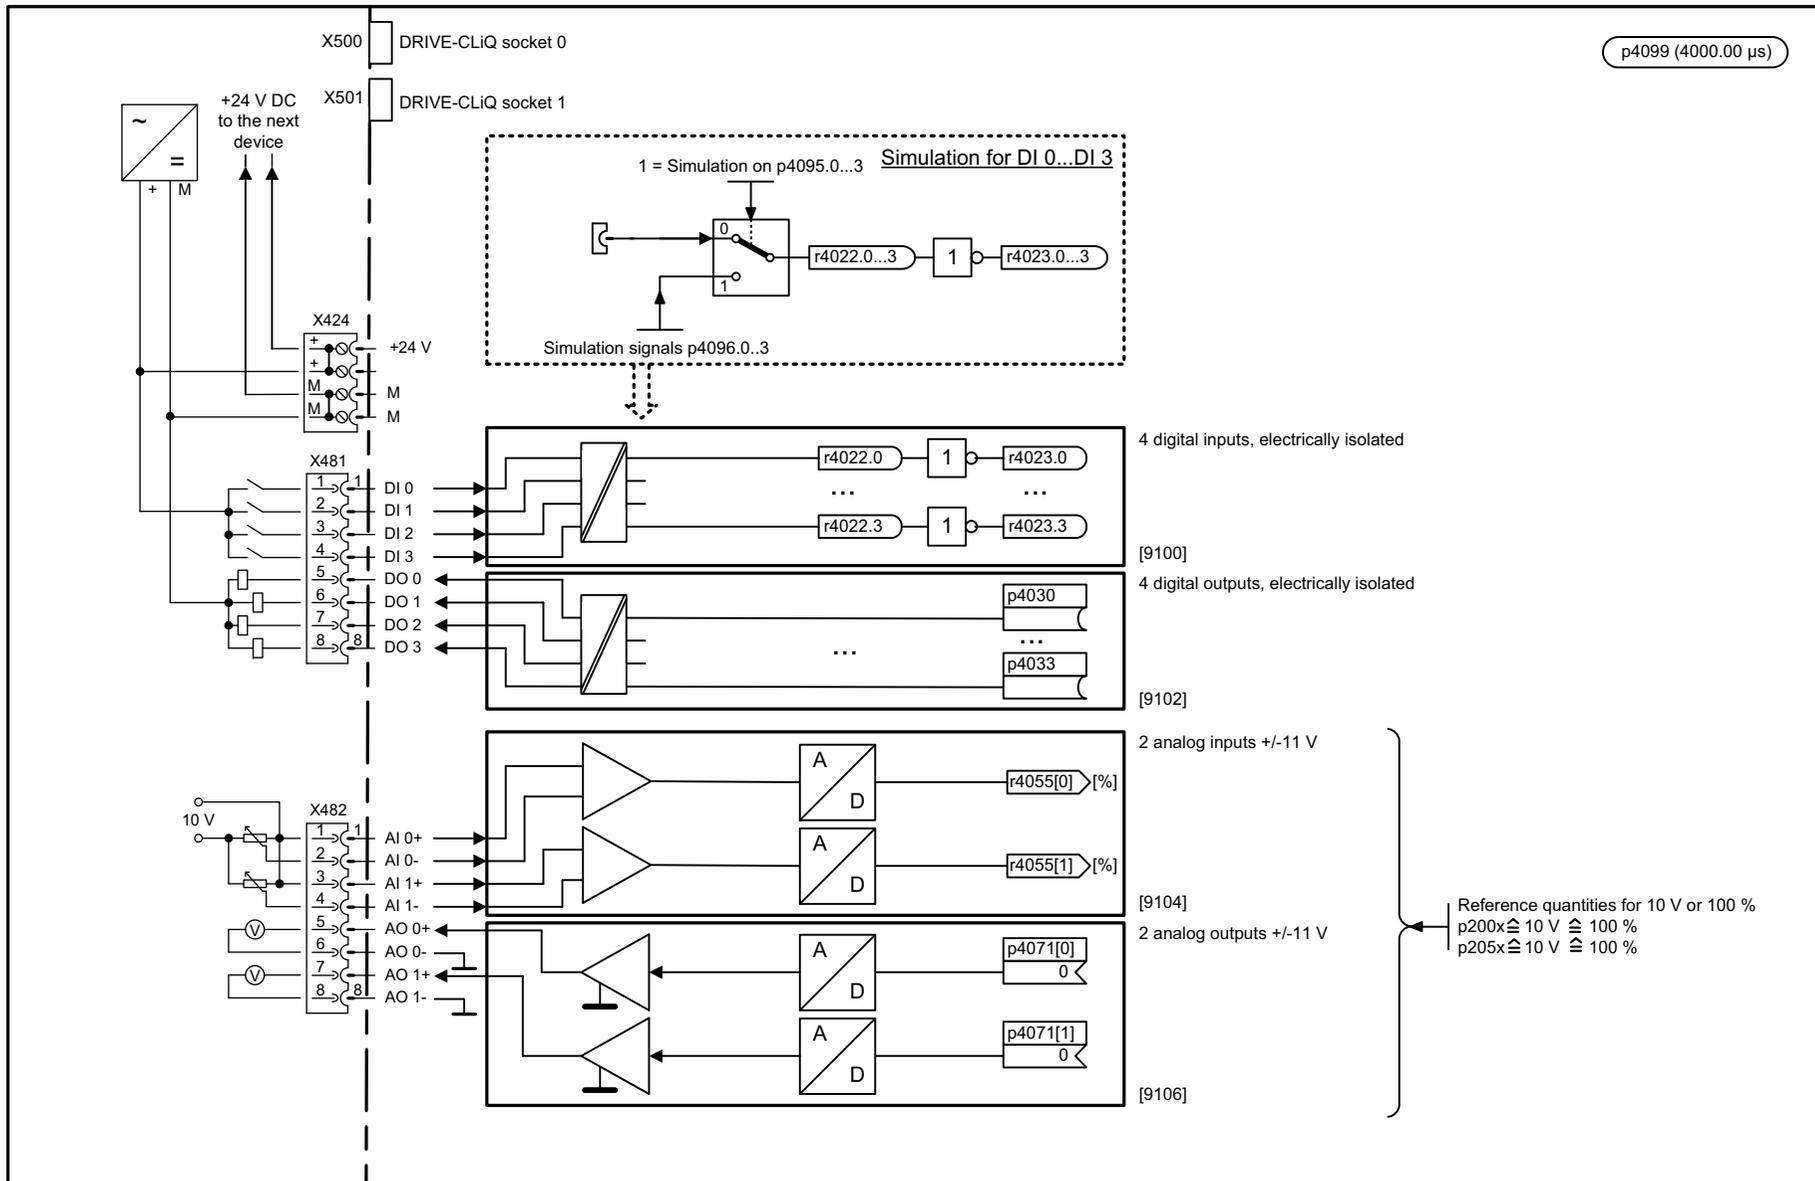 X500 DRIVE-CLiQ socket 0
p4099 (4000.00 µs)
X501 DRIVE-CLiQ socket 1
+24 V DC
to the next
device
~
=
+ M
Simulation for DI 0...DI 3
1 = Simulation on p4095.0...3
0
1
r4022.0...3 1 r4023.0...3
Simulation signals p4096.0..3
X424
+ +24 V
+
M M
M M
4 digital inputs, electrically isolated
r4022.0 1 r4023.0
... ...
r4022.3 1 r4023.3
[9100]
X481
1 1 DI 0
2 DI 1
3 DI 2
4 DI 3
5 DO 0
6 DO 1
7 DO 2
8 8 DO 3
4 digital outputs, electrically isolated
p4030
...
...
p4033
[9102]
2 analog inputs +/-11 V
A
D
r4055[0] [%]
A
D
r4055[1] [%]
[9104]
10 V
X482
1 1 AI 0+
2 AI 0-
3 AI 1+
4 AI 1-
5 AO 0+
6 AO 0-
7 AO 1+
8 8 AO 1-
V
V
2 analog outputs +/-11 V
A
D
p4071[0]
0
A
D
p4071[1]
0
[9106]
Reference quantities for 10 V or 100 %
p200x ≙ 10 V ≙ 100 %
p205x ≙ 10 V ≙ 100 %